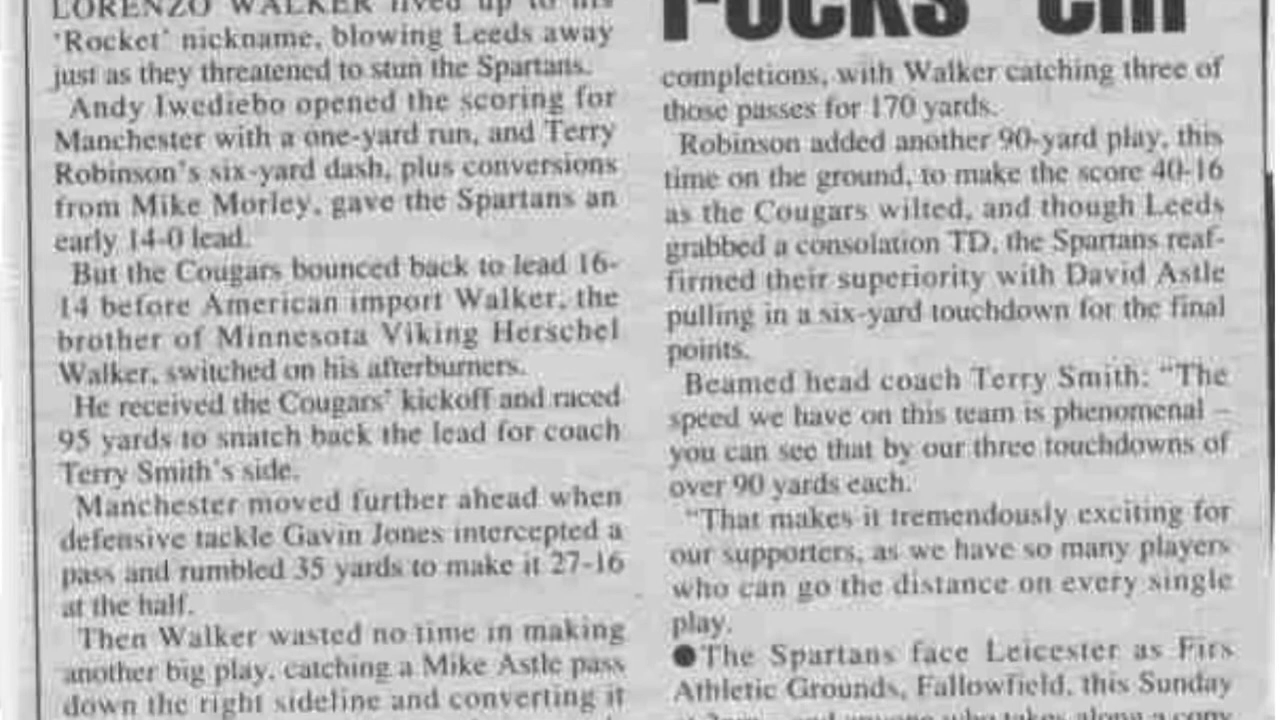 LORENZO WALKER lived up to his
'Rocket' nickname, blowing Leeds away
just as they threatened to stun the Spartans.
Andy Iwediebo opened the scoring for
Manchester with a one-yard run, and Terry
Robinson's six-yard dash, plus conversions
from Mike Morley, gave the Spartans an
early 14-0 lead.
But the Cougars bounced back to lead 16-
14 before American import Walker, the
brother of Minnesota Viking Herschel
Walker, switched on his afterburners.
He received the Cougars' kickoff and raced
95 yards to snatch back the lead for coach
Terry Smith's side.
Manchester moved further ahead when
defensive tackle Gavin Jones intercepted a
pass and rumbled 35 yards to make it 27-16
at the half.
Then Walker wasted no time in making
another big play, catching a Mike Astle pass
down the right sideline and converting it
'em
completions, with Walker catching three of
those passes for 170 yards.
Robinson added another 90-yard play, this
time on the ground, to make the score 40-16
as the Cougars wilted, and though Leeds
grabbed a consolation TD, the Spartans reaf-
firmed their superiority with David Astle
pulling in a six-yard touchdown for the final
points.
Beamed head coach Terry Smith: "The
speed we have on this team is phenomenal –
you can see that by our three touchdowns of
over 90 yards each.
"That makes it tremendously exciting for
our supporters, as we have so many players
who can go the distance on every single
play.
●The Spartans face Leicester as Firs
Athletic Grounds, Fallowfield, this Sunday
anyone who takes along a copy